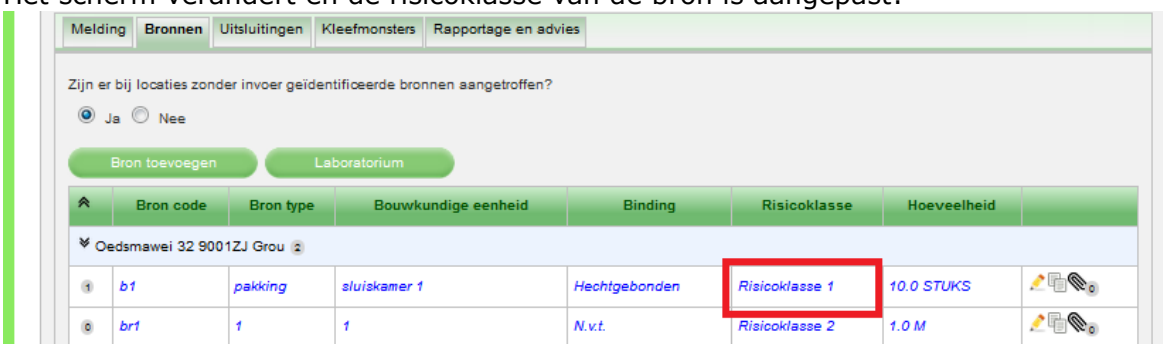 Het scherm verandert en de risicoklasse van de bron is aangepast.
Melding Bronnen Uitsluitingen Kleefmonsters Rapportage en advies
Zijn er bij locaties zonder invoer geïdentificeerde bronnen aangetroffen?
Ja Nee
Bron toevoegen Laboratorium
Bron code Bron type Bouwkundige eenheid Binding Risicoklasse Hoeveelheid
Oedsmawei 32 9001ZJ Grou 2
1 b1 pakking sluiskamer 1 Hechtgebonden Risicoklasse 1 10.0 STUKS 0
0 br1 1 1 N.v.t. Risicoklasse 2 1.0 M 0